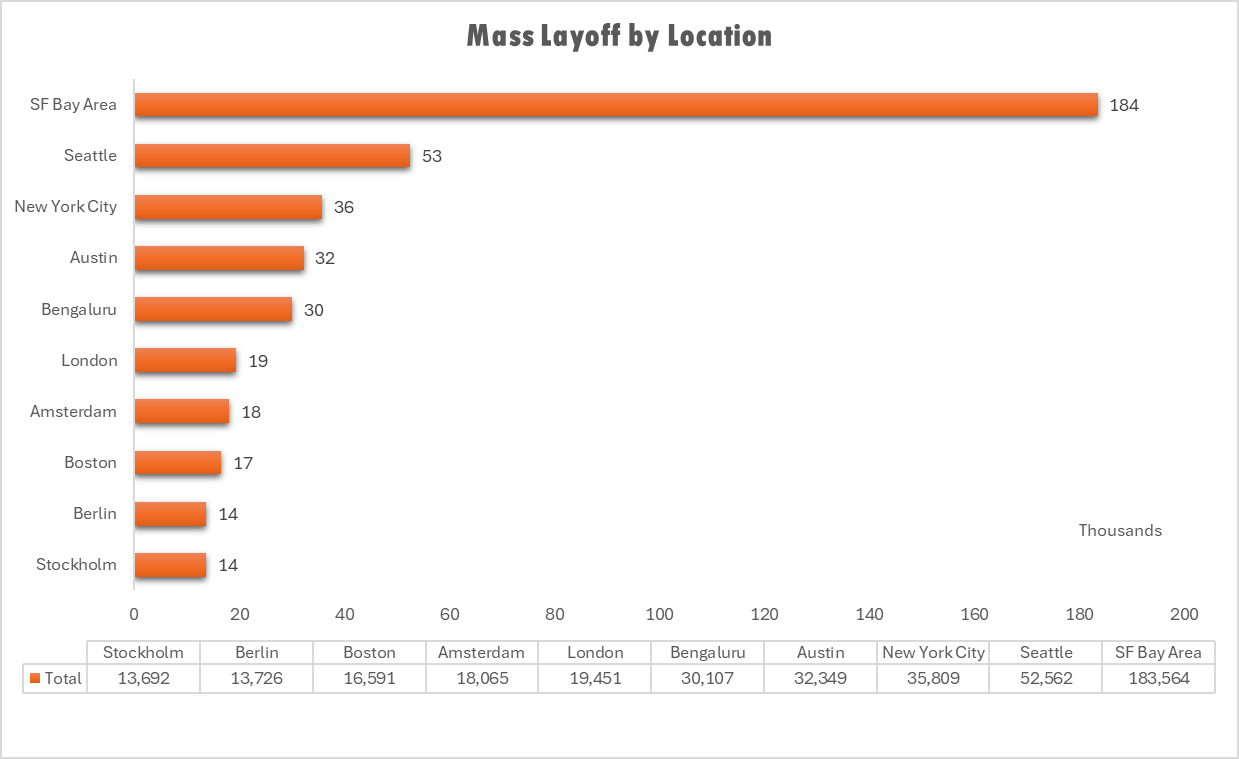 Mass Layoff by Location
SF Bay Area 184
Seattle 53
New York City 36
Austin 32
Bengaluru 30
London 19
Amsterdam 18
Boston 17
Berlin 14
Thousands
Stockholm 14
0 20 40 60 80 100 120 140 160 180 200
Stockholm Berlin Boston Amsterdam London Bengaluru Austin New York City Seattle SF Bay Area
Total 13,692 13,726 16,591 18,065 19,451 30,107 32,349 35,809 52,562 183,564